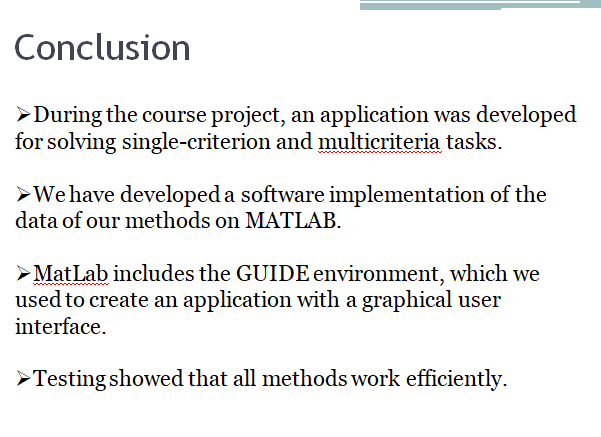 Conclusion
➢During the course project, an application was developed
for solving single-criterion and multicriteria tasks.
➢We have developed a software implementation of the
data of our methods on MATLAB.
➢MatLab includes the GUIDE environment, which we
used to create an application with a graphical user
interface.
➢Testing showed that all methods work efficiently.